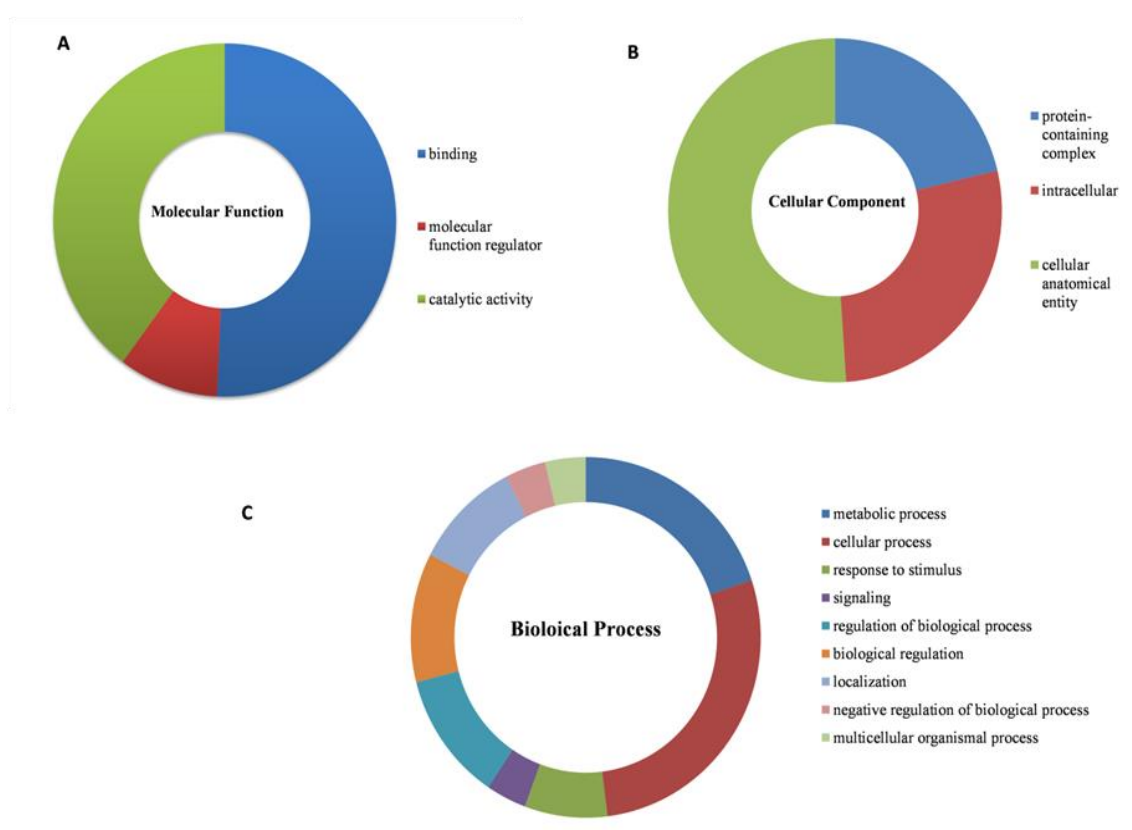 A
Molecular Function
binding
molecular
function regulator
catalytic activity
B
Cellular Component
protein-
containing
complex
intracellular
cellular
anatomical
entity
C
Bioloical Process
metabolic process
cellular process
response to stimulus
signaling
regulation of biological process
biological regulation
localization
negative regulation of biological process
multicellular organismal process